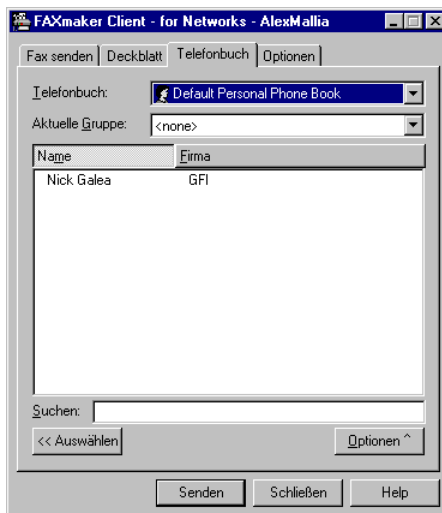 FAXmaker Client - for Networks - AlexMallia
Fax senden Deckblatt Telefonbuch Optionen
Telefonbuch: Default Personal Phone Book
Aktuelle Gruppe: <none>
Name Firma
Nick Galea GFI
Suchen:
<< Auswählen Optionen ^
Senden Schließen Help